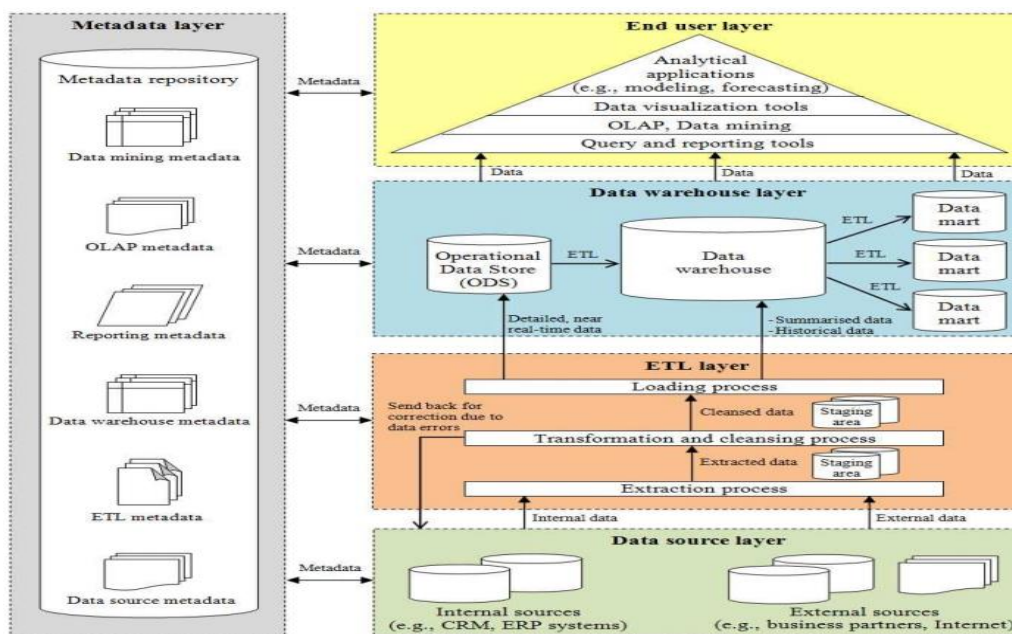 Metadata layer
Metadata repository
Data mining metadata
OLAP metadata
Reporting metadata
Data warehouse metadata
ETL metadata
Data source metadata
Metadata
Metadata
Metadata
Metadata
End user layer
Analytical
applications
(e.g., modeling, forecasting)
Data visualization tools
OLAP, Data mining
Query and reporting tools
Data
Data
Data
Data warehouse layer
Operational
Data Store
(ODS)
ETL
Data
warehouse
ETL
ETL
ETL
Data
mart
Data
mart
Data
mart
Detailed, near
real-time data
- Summarised data
-Historical data
ETL layer
Loading process
Send back for
correction due to
data errors
Cleansed data
Staging
area
Transformation and cleansing process
Extracted data
Staging
area
Extraction process
Internal data
External data
Data source layer
Internal sources
(e.g., CRM, ERP systems)
External sources
(e.g., business partners, Internet)